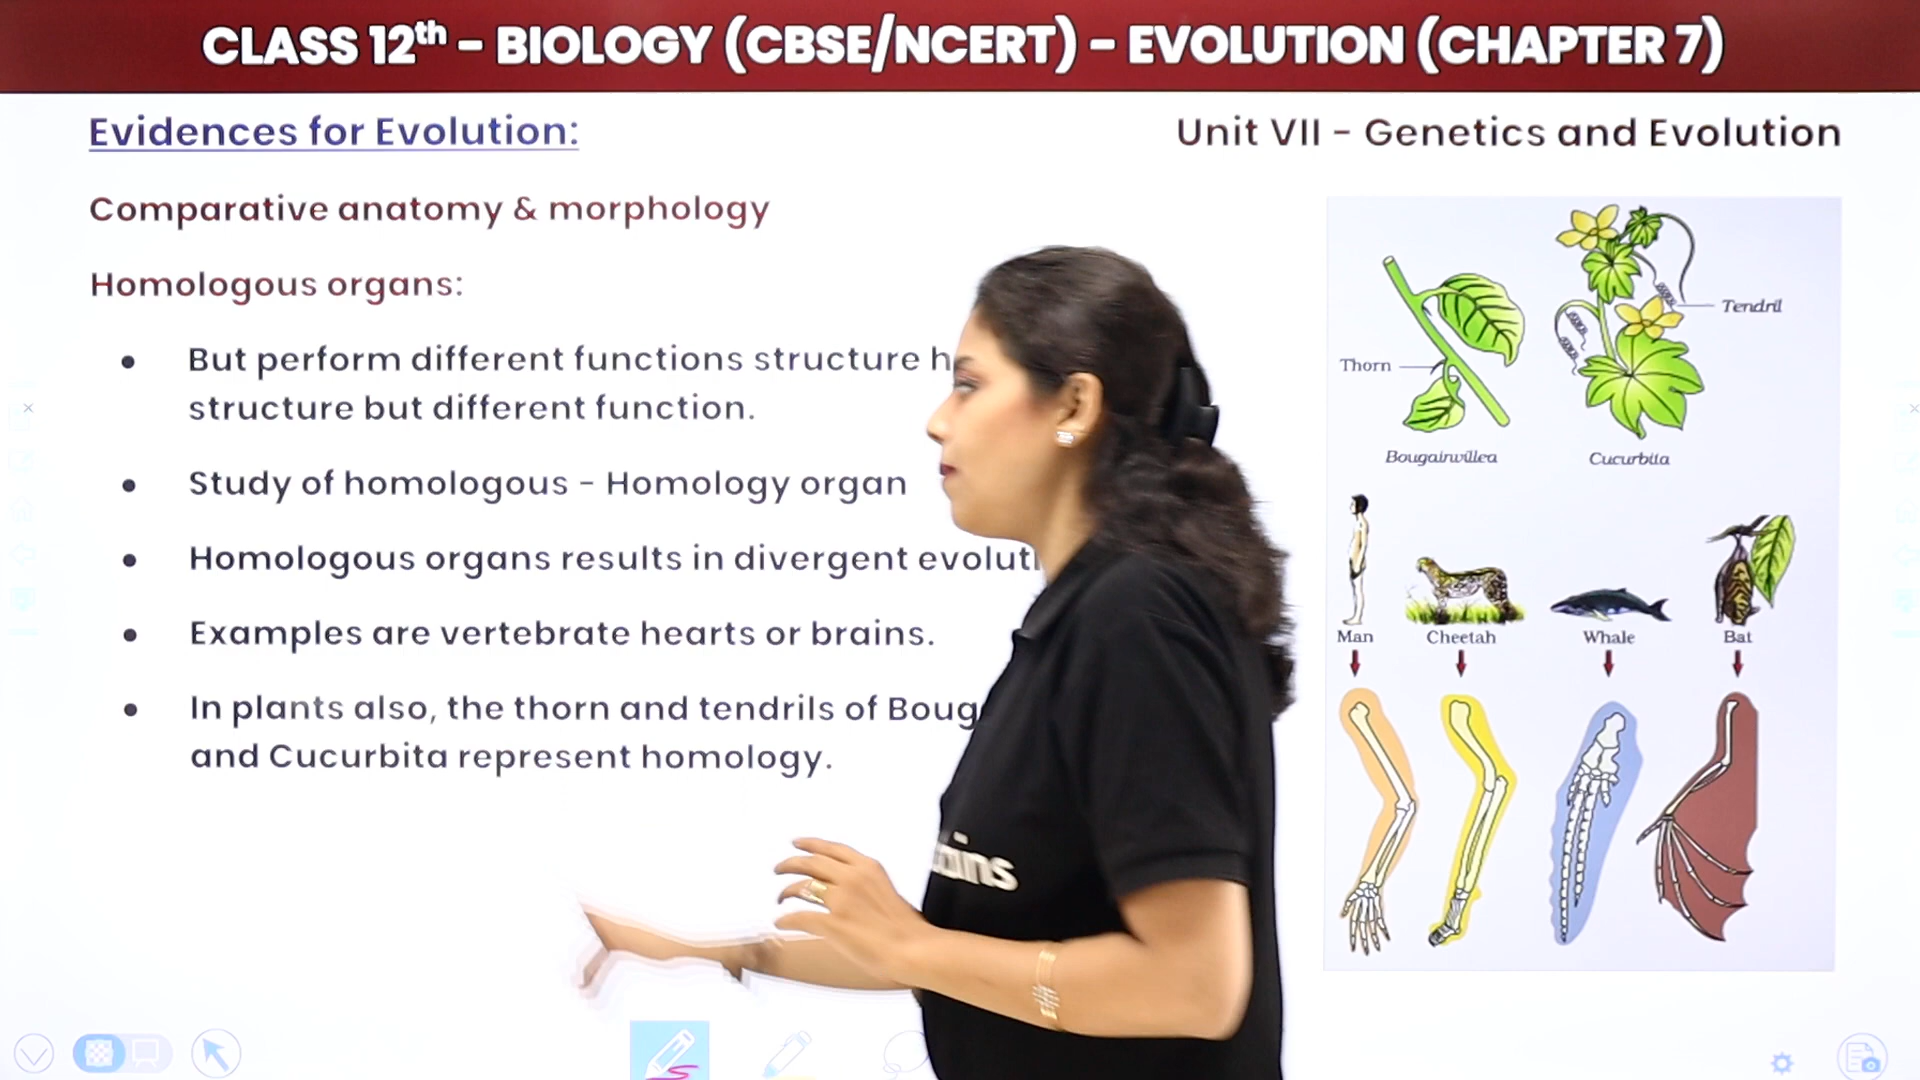 CLASS 12th - BIOLOGY (CBSE/NCERT) - EVOLUTION (CHAPTER 7)
Evidences for Evolution:
Unit VII - Genetics and Evolution
Comparative anatomy & morphology
Homologous organs:
• But perform different functions structure
structure but different function.
• Study of homologous - Homology organ
• Homologous organs results in divergent
• Examples are vertebrate hearts or brains.
• In plants also, the thorn and tendrils of
and Cucurbita represent homology.
Tendril
Thorn
Bougainvillea
Cucurbita
Man
Cheetah
Whale
Bat